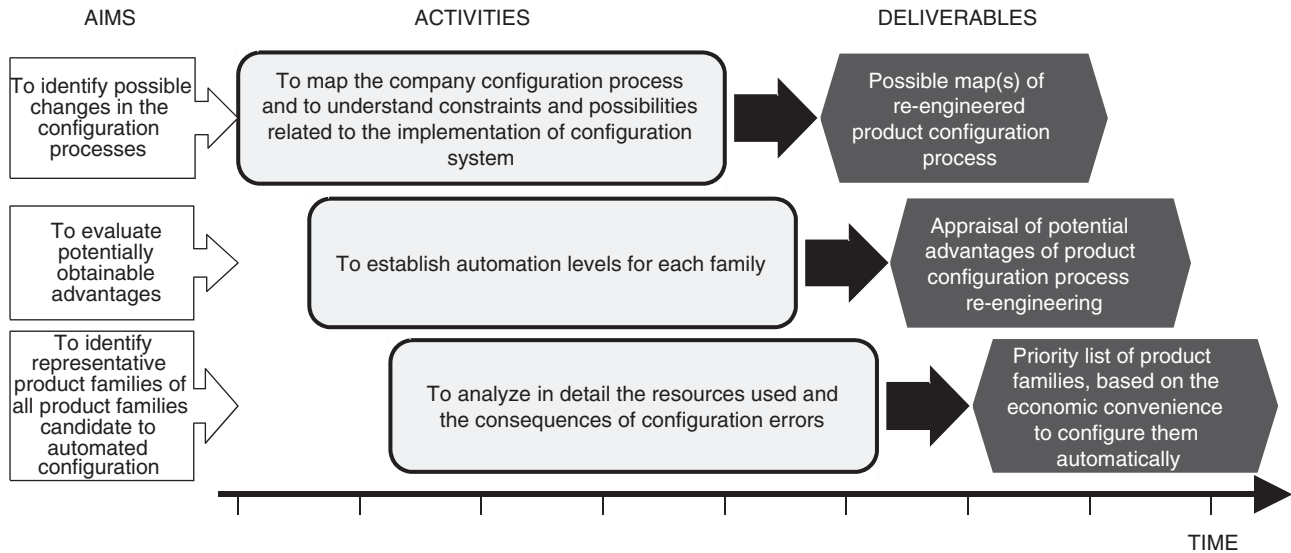 AIMS
ACTIVITIES
DELIVERABLES
To identify possible
changes in the
configuration
processes
To map the company configuration process
and to understand constraints and possibilities
related to the implementation of configuration
system
Possible map(s) of
re-engineered
product configuration
process
To evaluate
potentially
obtainable
advantages
To establish automation levels for each family
Appraisal of potential
advantages of product
configuration process
re-engineering
To identify
representative
product families of
all product families
candidate to
automated
configuration
To analyze in detail the resources used and
the consequences of configuration errors
Priority list of product
families, based on the
economic convenience
to configure them
automatically
TIME